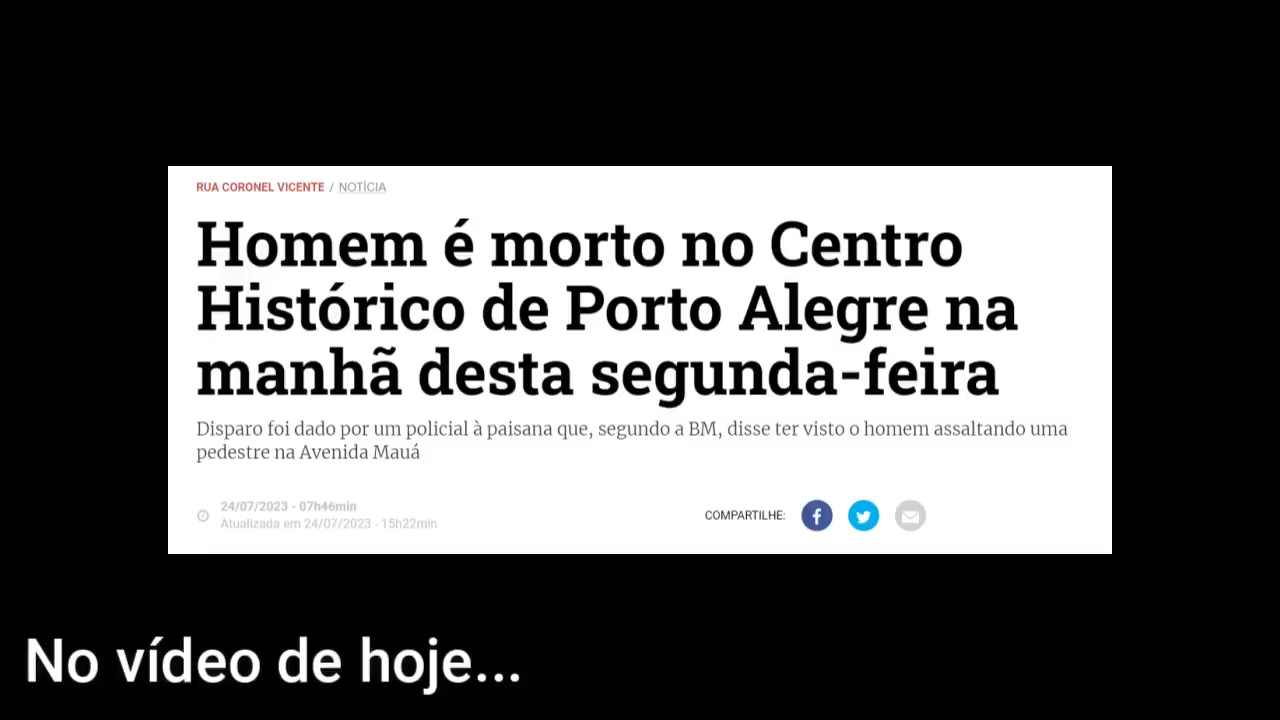 RUA CORONEL VICENTE / NOTÍCIA
Homem é morto no Centro
Histórico de Porto Alegre na
manhã desta segunda-feira
Disparo foi dado por um policial à paisana que, segundo a BM, disse ter visto o homem assaltando uma
pedestre na Avenida Mauá
24/07/2023 - 07h46min
Atualizada em 24/07/2023 - 15h22min
COMPARTILHE:
No vídeo de hoje...